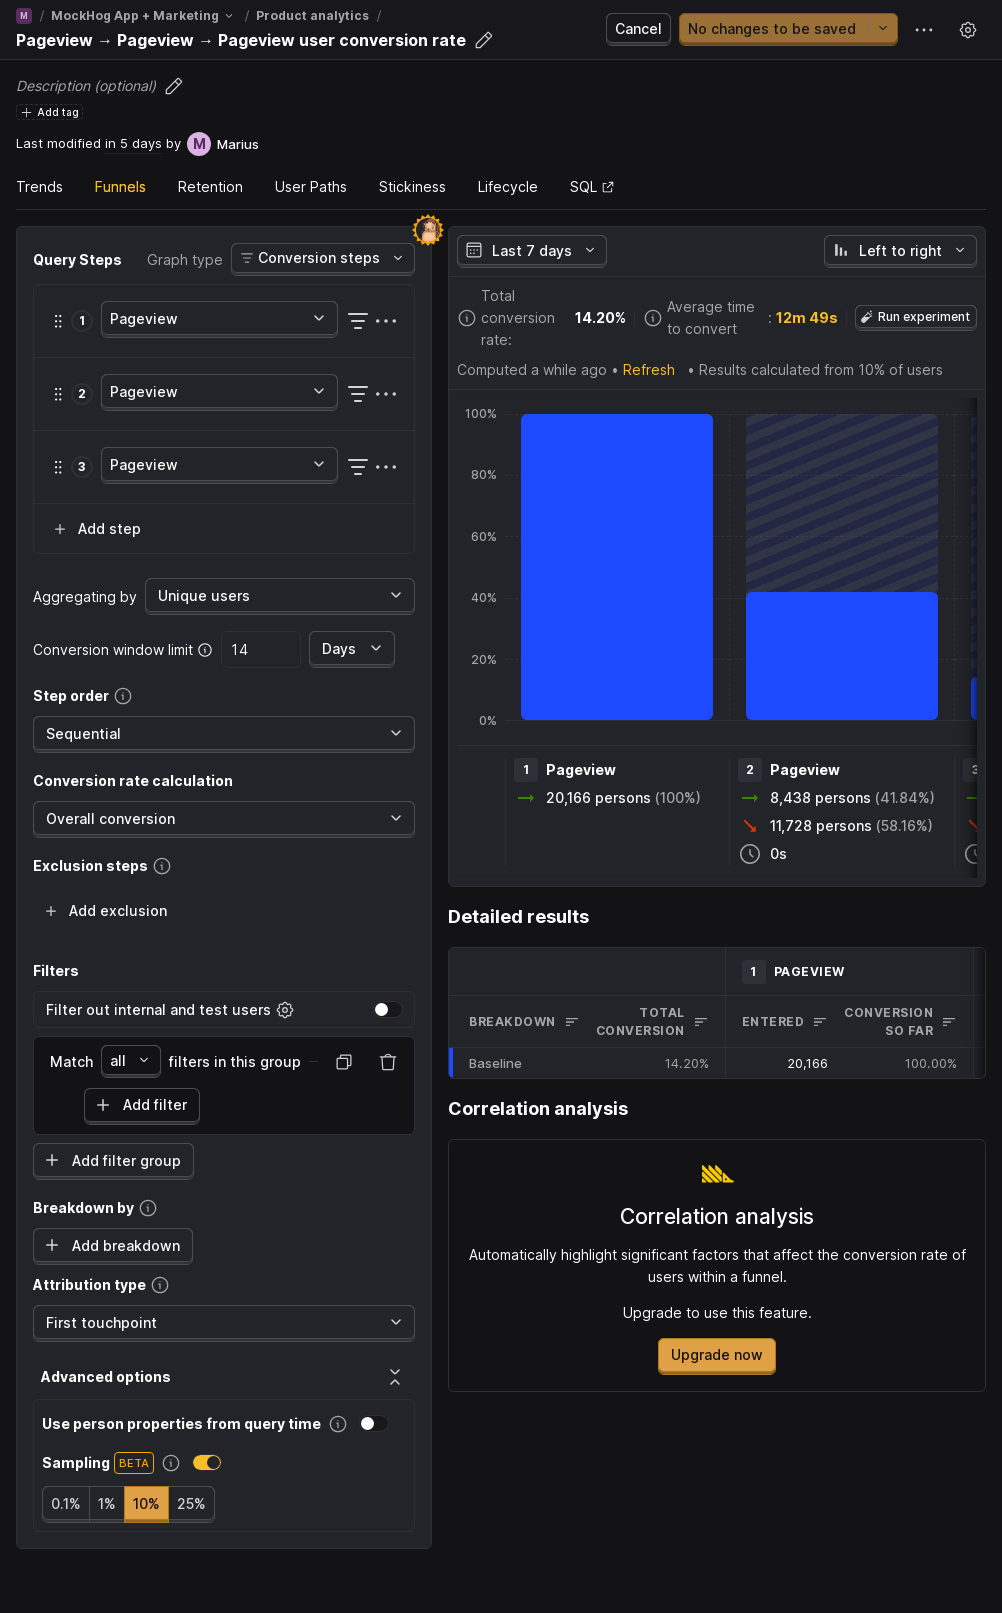 M / MockHog App + Marketing / Product analytics /
Pageview → Pageview → Pageview user conversion rate
Cancel
No changes to be saved
Description (optional)
Add tag
Last modified in 5 days by M Marius
Trends Funnels Retention User Paths Stickiness Lifecycle SQL
Query Steps
Graph type
Conversion steps
1 Pageview
2 Pageview
3 Pageview
Add step
Aggregating by Unique users
Conversion window limit 14 Days
Step order
Sequential
Conversion rate calculation
Overall conversion
Exclusion steps
Add exclusion
Filters
Filter out internal and test users
Match all filters in this group
Add filter
Add filter group
Breakdown by
Add breakdown
Attribution type
First touchpoint
Advanced options
Use person properties from query time
Sampling BETA
0.1% 1% 10% 25%
Last 7 days
Left to right
Total
conversion
rate:
14.20%
Average time
to convert
: 12m 49s
Run experiment
Computed a while ago • Refresh • Results calculated from 10% of users
100%
80%
60%
40%
20%
0%
1 Pageview
20,166 persons (100%)
2 Pageview
8,438 persons (41.84%)
11,728 persons (58.16%)
0s
3
Detailed results
1 PAGEVIEW
BREAKDOWN
TOTAL
CONVERSION
ENTERED
CONVERSION
SO FAR
Baseline 14.20% 20,166 100.00%
Correlation analysis
Correlation analysis
Automatically highlight significant factors that affect the conversion rate of
users within a funnel.
Upgrade to use this feature.
Upgrade now